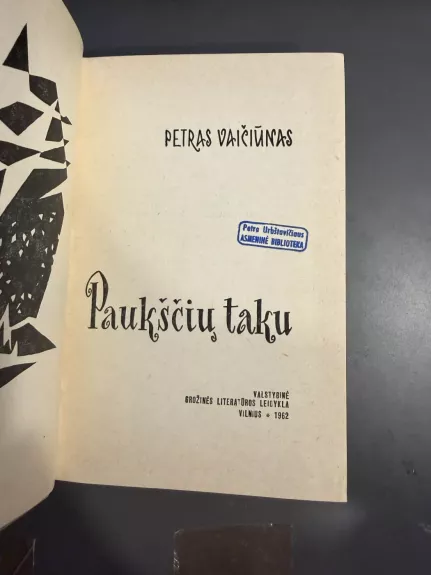 PETRAS VAIČIŪNAS
Petro Urbštavičiaus
ASMENINĖ BIBLIOTEKA
Paukščių taku
VALSTYBINĖ
GROŽINĖS LITERATŪROS LEIDYKLA
VILNIUS * 1962